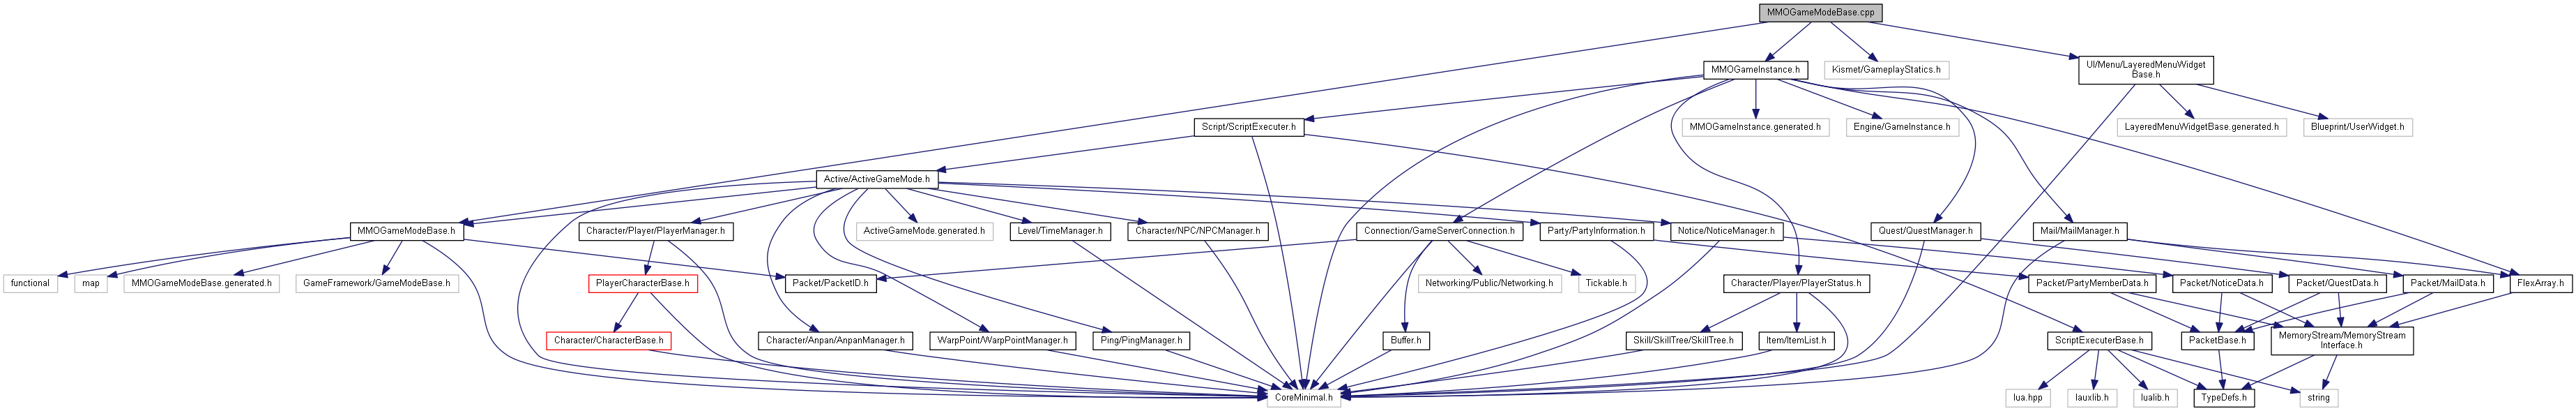 MMOGameModeBase.cpp
MMOGameInstance.h
Kismet/GameplayStatics.h
UI/Menu/LayeredMenuWidget
Base.h
Script/ScriptExecuter.h
MMOGameInstance.generated.h
Engine/GameInstance.h
LayeredMenuWidgetBase.generated.h
Blueprint/UserWidget.h
Active/ActiveGameMode.h
MMOGameModeBase.h
Character/Player/PlayerManager.h
ActiveGameMode.generated.h
Level/TimeManager.h
Character/NPC/NPCManager.h
Connection/GameServerConnection.h
Party/PartyInformation.h
Notice/NoticeManager.h
Quest/QuestManager.h
Mail/MailManager.h
functional
map
MMOGameModeBase.generated.h
GameFramework/GameModeBase.h
PlayerCharacterBase.h
Packet/PacketID.h
Networking/Public/Networking.h
Tickable.h
Character/Player/PlayerStatus.h
Packet/PartyMemberData.h
Packet/NoticeData.h
Packet/QuestData.h
Packet/MailData.h
FlexArray.h
Character/CharacterBase.h
Character/Anpan/AnpanManager.h
WarpPoint/WarpPointManager.h
Ping/PingManager.h
Buffer.h
Skill/SkillTree/SkillTree.h
Item/ItemList.h
ScriptExecuterBase.h
PacketBase.h
MemoryStream/MemoryStream
Interface.h
CoreMinimal.h
lua.hpp
lauxlib.h
lualib.h
TypeDefs.h
string